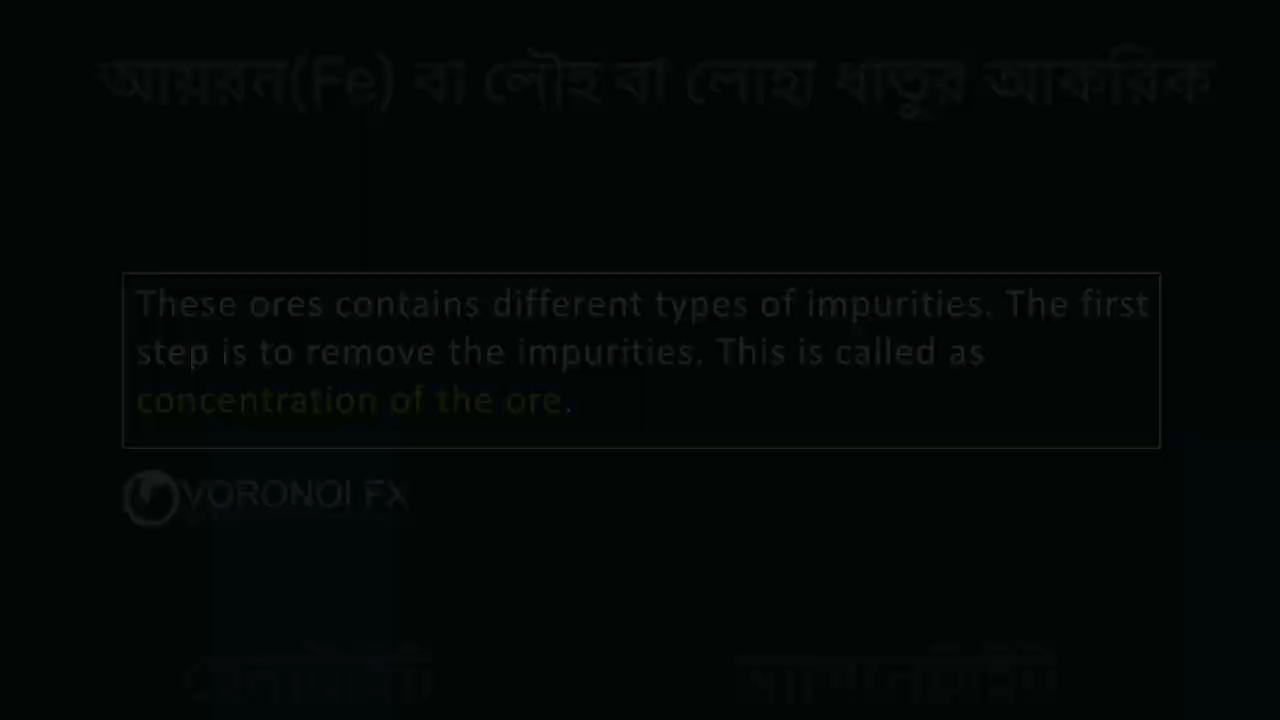 আয়রন(Fe) বা লৌহ বা লোহা ধাতুর আকরিক
These ores contains different types of impurities. The first
step is to remove the impurities. This is called as
concentration of the ore.
VORONOI FX